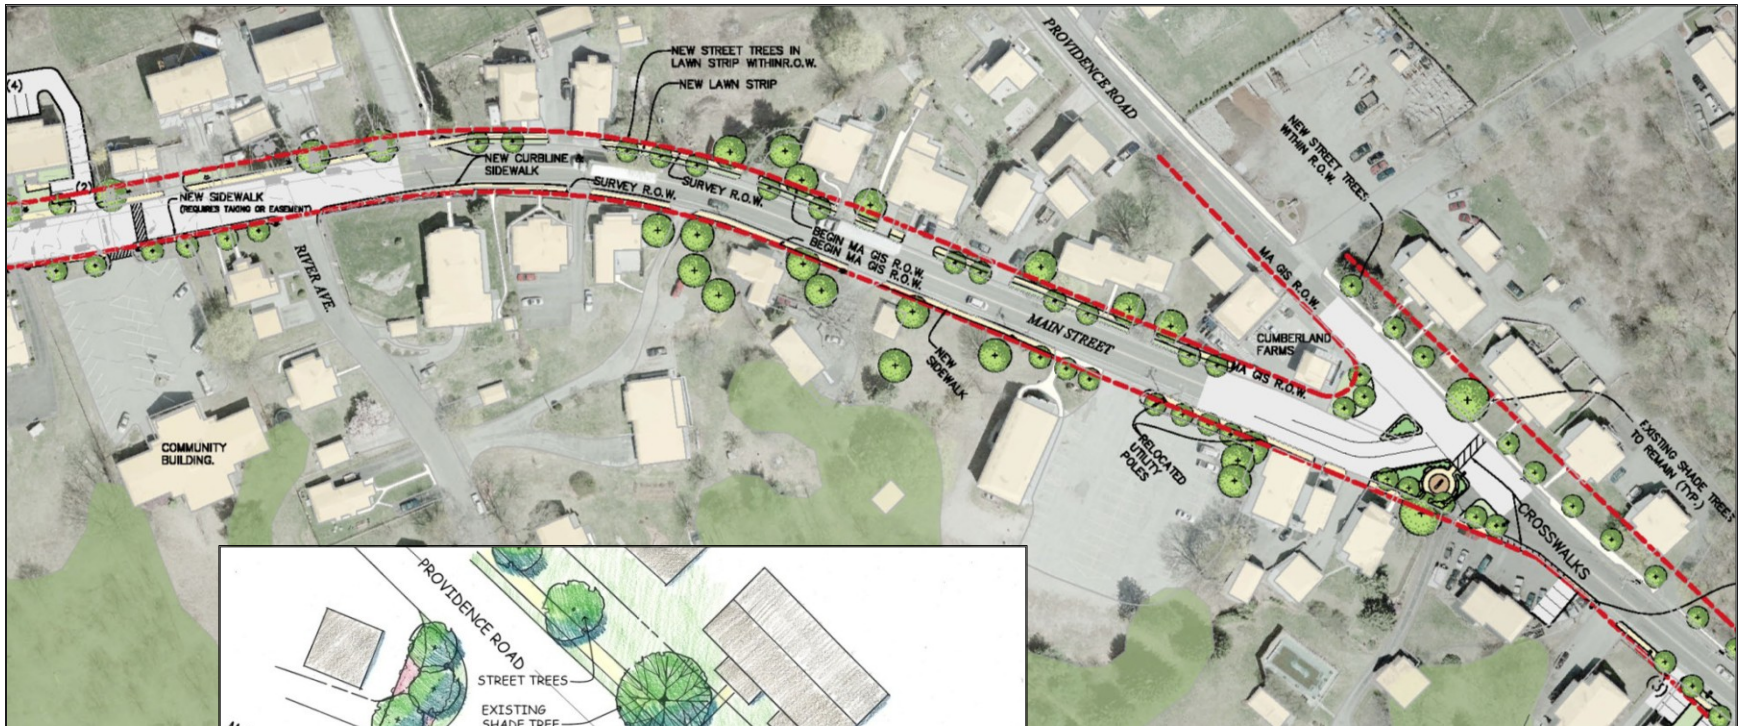 (4)
NEW STREET TREES IN
LAWN STRIP WITHINR.O.W.
NEW LAWN STRIP
PROVIDENCE ROAD
NEW STREET TREES
WITHIN R.O.W.
(2)
NEW CURBLINE &
SIDEWALK
NEW SIDEWALK
(REQUIRES TAKING OR EASEMENT)
SURVEY R.O.W.
SURVEY R.O.W.
RIVER AVE.
BEGIN MA GIS R.O.W.
BEGIN MA GIS R.O.W.
MA GIS R.O.W.
MAIN STREET
CUMBERLAND
FARMS
MA GIS R.O.W.
NEW
SIDEWALK
COMMUNITY
BUILDING.
RELOCATED
UTILITY
POLES
EXISTING SHADE TREES
TO REMAIN (TYP.)
CROSSWALKS
(3)
PROVIDENCE ROAD
STREET TREES
EXISTING
SHADE TREE